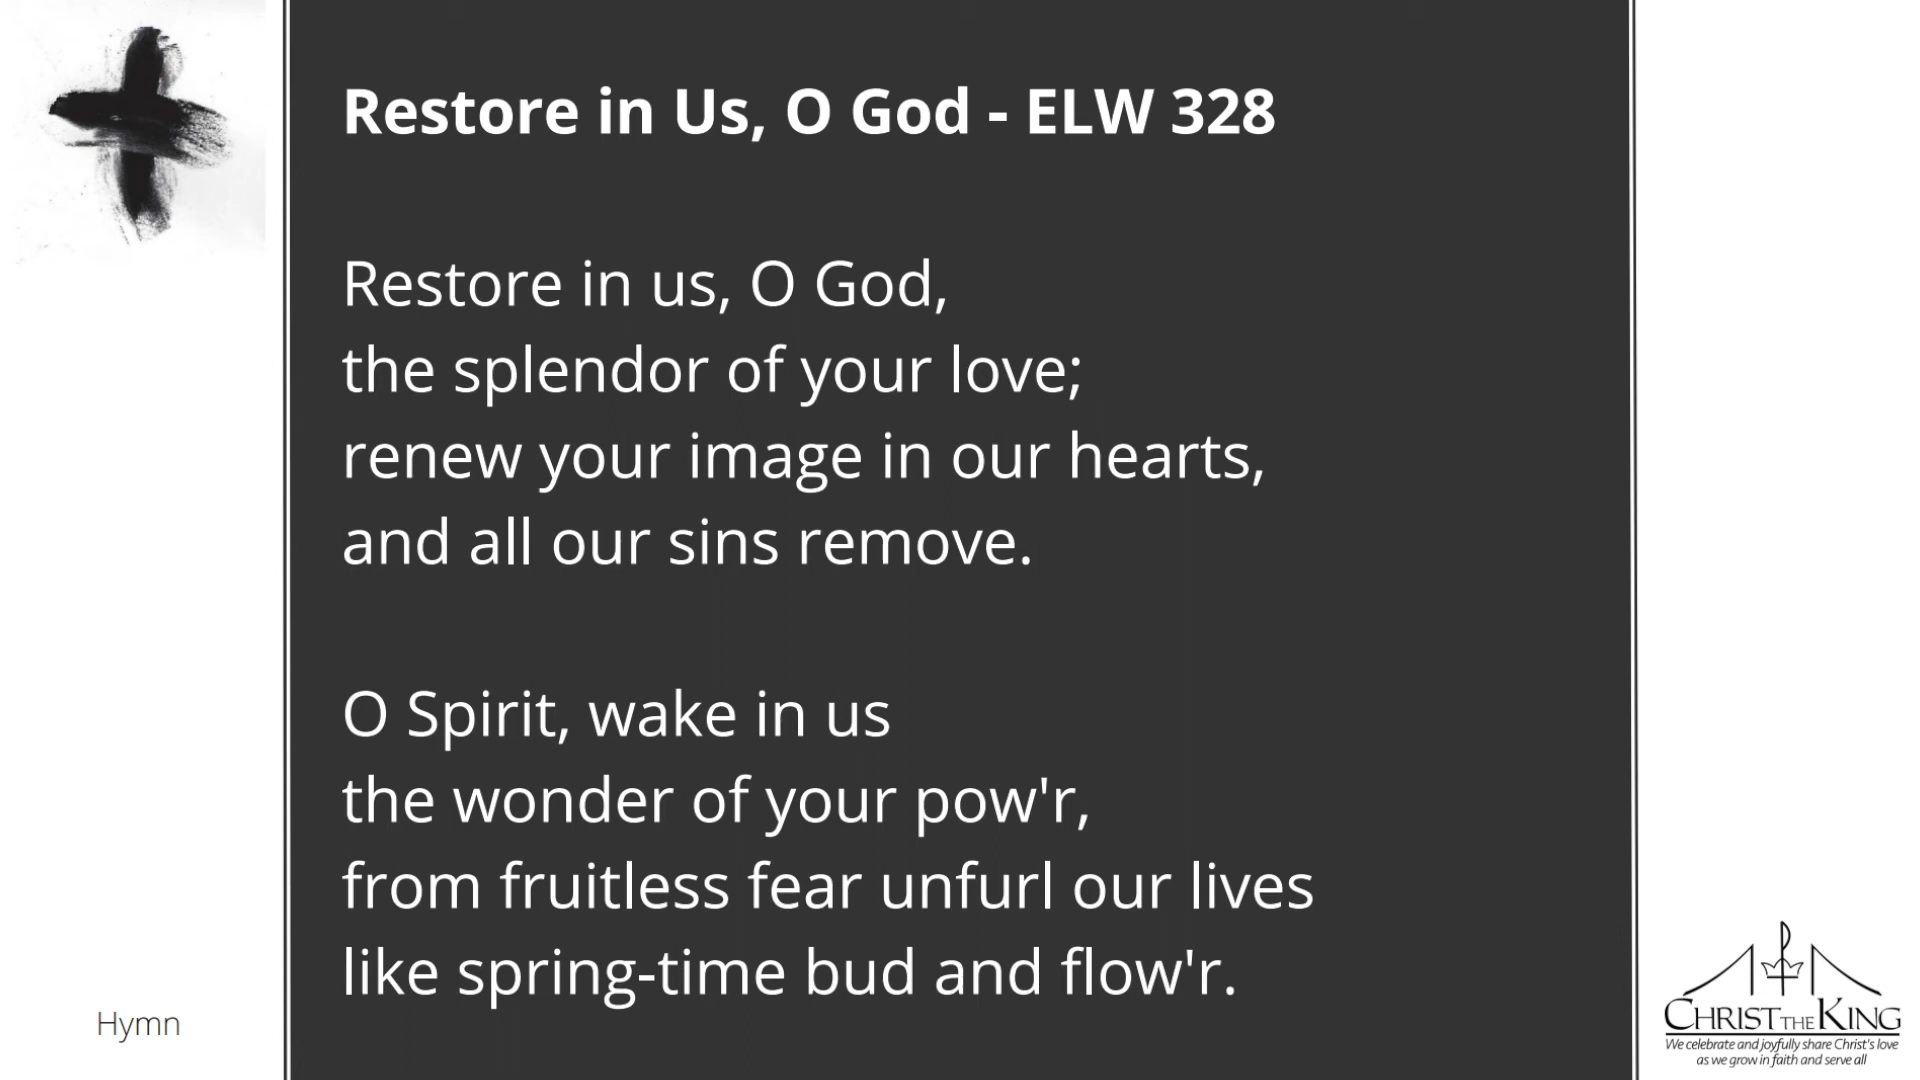 Restore in Us, O God - ELW 328
Restore in us, O God,
the splendor of your love;
renew your image in our hearts,
and all our sins remove.
O Spirit, wake in us
the wonder of your pow'r,
from fruitless fear unfurl our lives
like spring-time bud and flow'r.
Hymn
CHRIST THE KING
We celebrate and joyfully share Christ's love
as we grow in faith and serve all